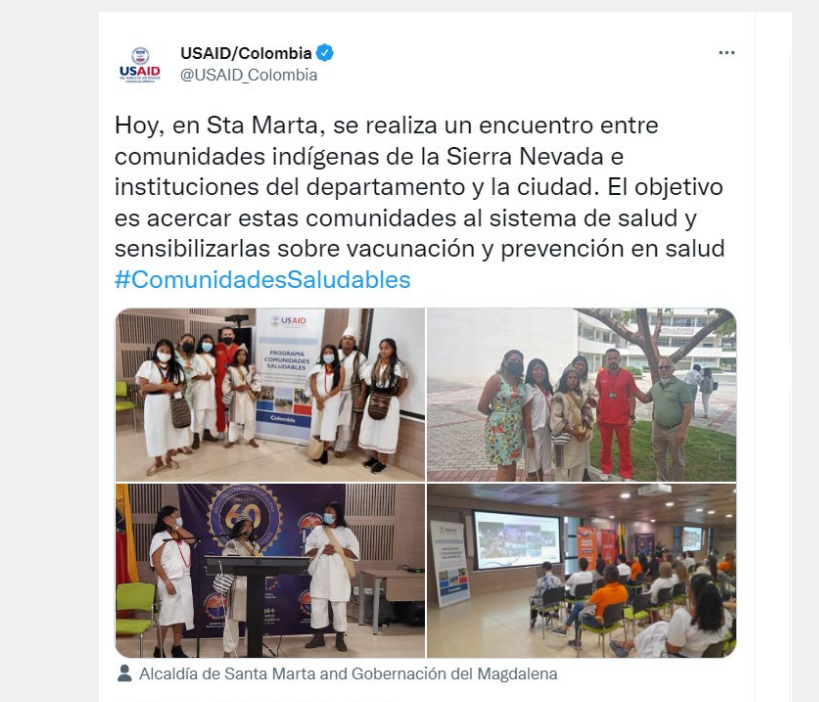 USAID/Colombia
USAID
@USAID_Colombia
Hoy, en Sta Marta, se realiza un encuentro entre
comunidades indígenas de la Sierra Nevada e
instituciones del departamento y la ciudad. El objetivo
es acercar estas comunidades al sistema de salud y
sensibilizarlas sobre vacunación y prevención en salud
#ComunidadesSaludables
USAID
PROGRAMA
COMUNIDADES
SALUDABLES
Colombia
60
Alcaldía de Santa Marta and Gobernación del Magdalena